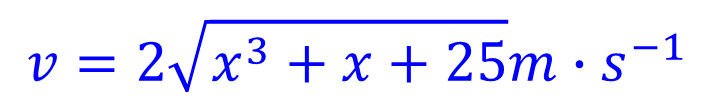 v = 2√(x³ + x + 25) m · s⁻¹